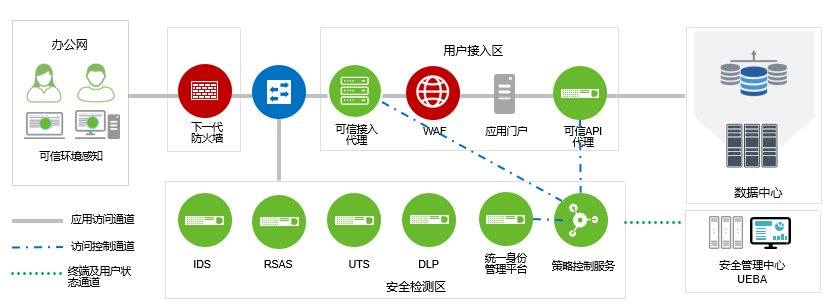 办公网
可信环境感知
下一代
防火墙
用户接入区
可信接入
代理
WAF
应用门户
可信API
代理
数据中心
IDS
RSAS
UTS
DLP
统一身份
管理平台
策略控制服务
安全检测区
安全管理中心
UEBA
应用访问通道
访问控制通道
终端及用户状
态通道